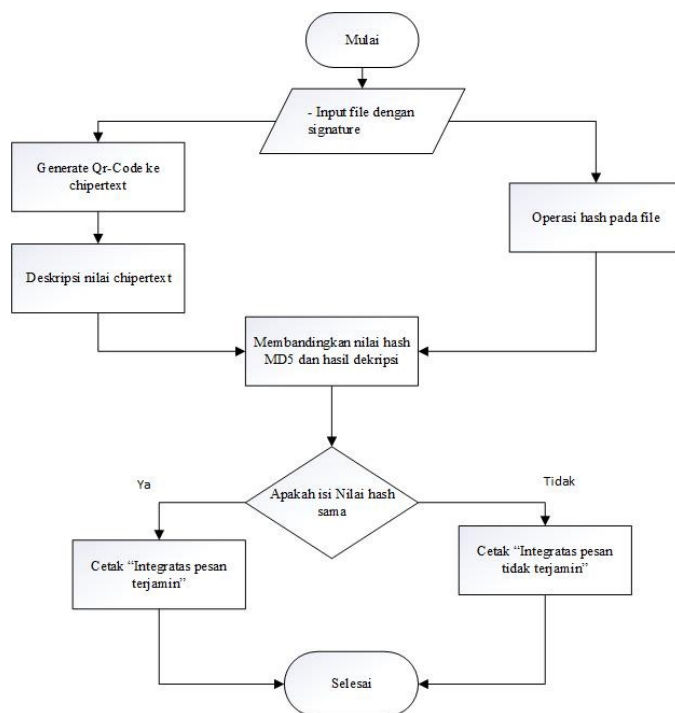 Mulai
- Input file dengan
signature
Generate Qr-Code ke
chipertext
Operasi hash pada file
Deskripsi nilai chipertext
Membandingkan nilai hash
MD5 dan hasil dekripsi
Ya
Tidak
Apakah isi Nilai hash
sama
Cetak “Integratas pesan
terjamin”
Cetak “Integratas pesan
tidak terjamin”
Selesai